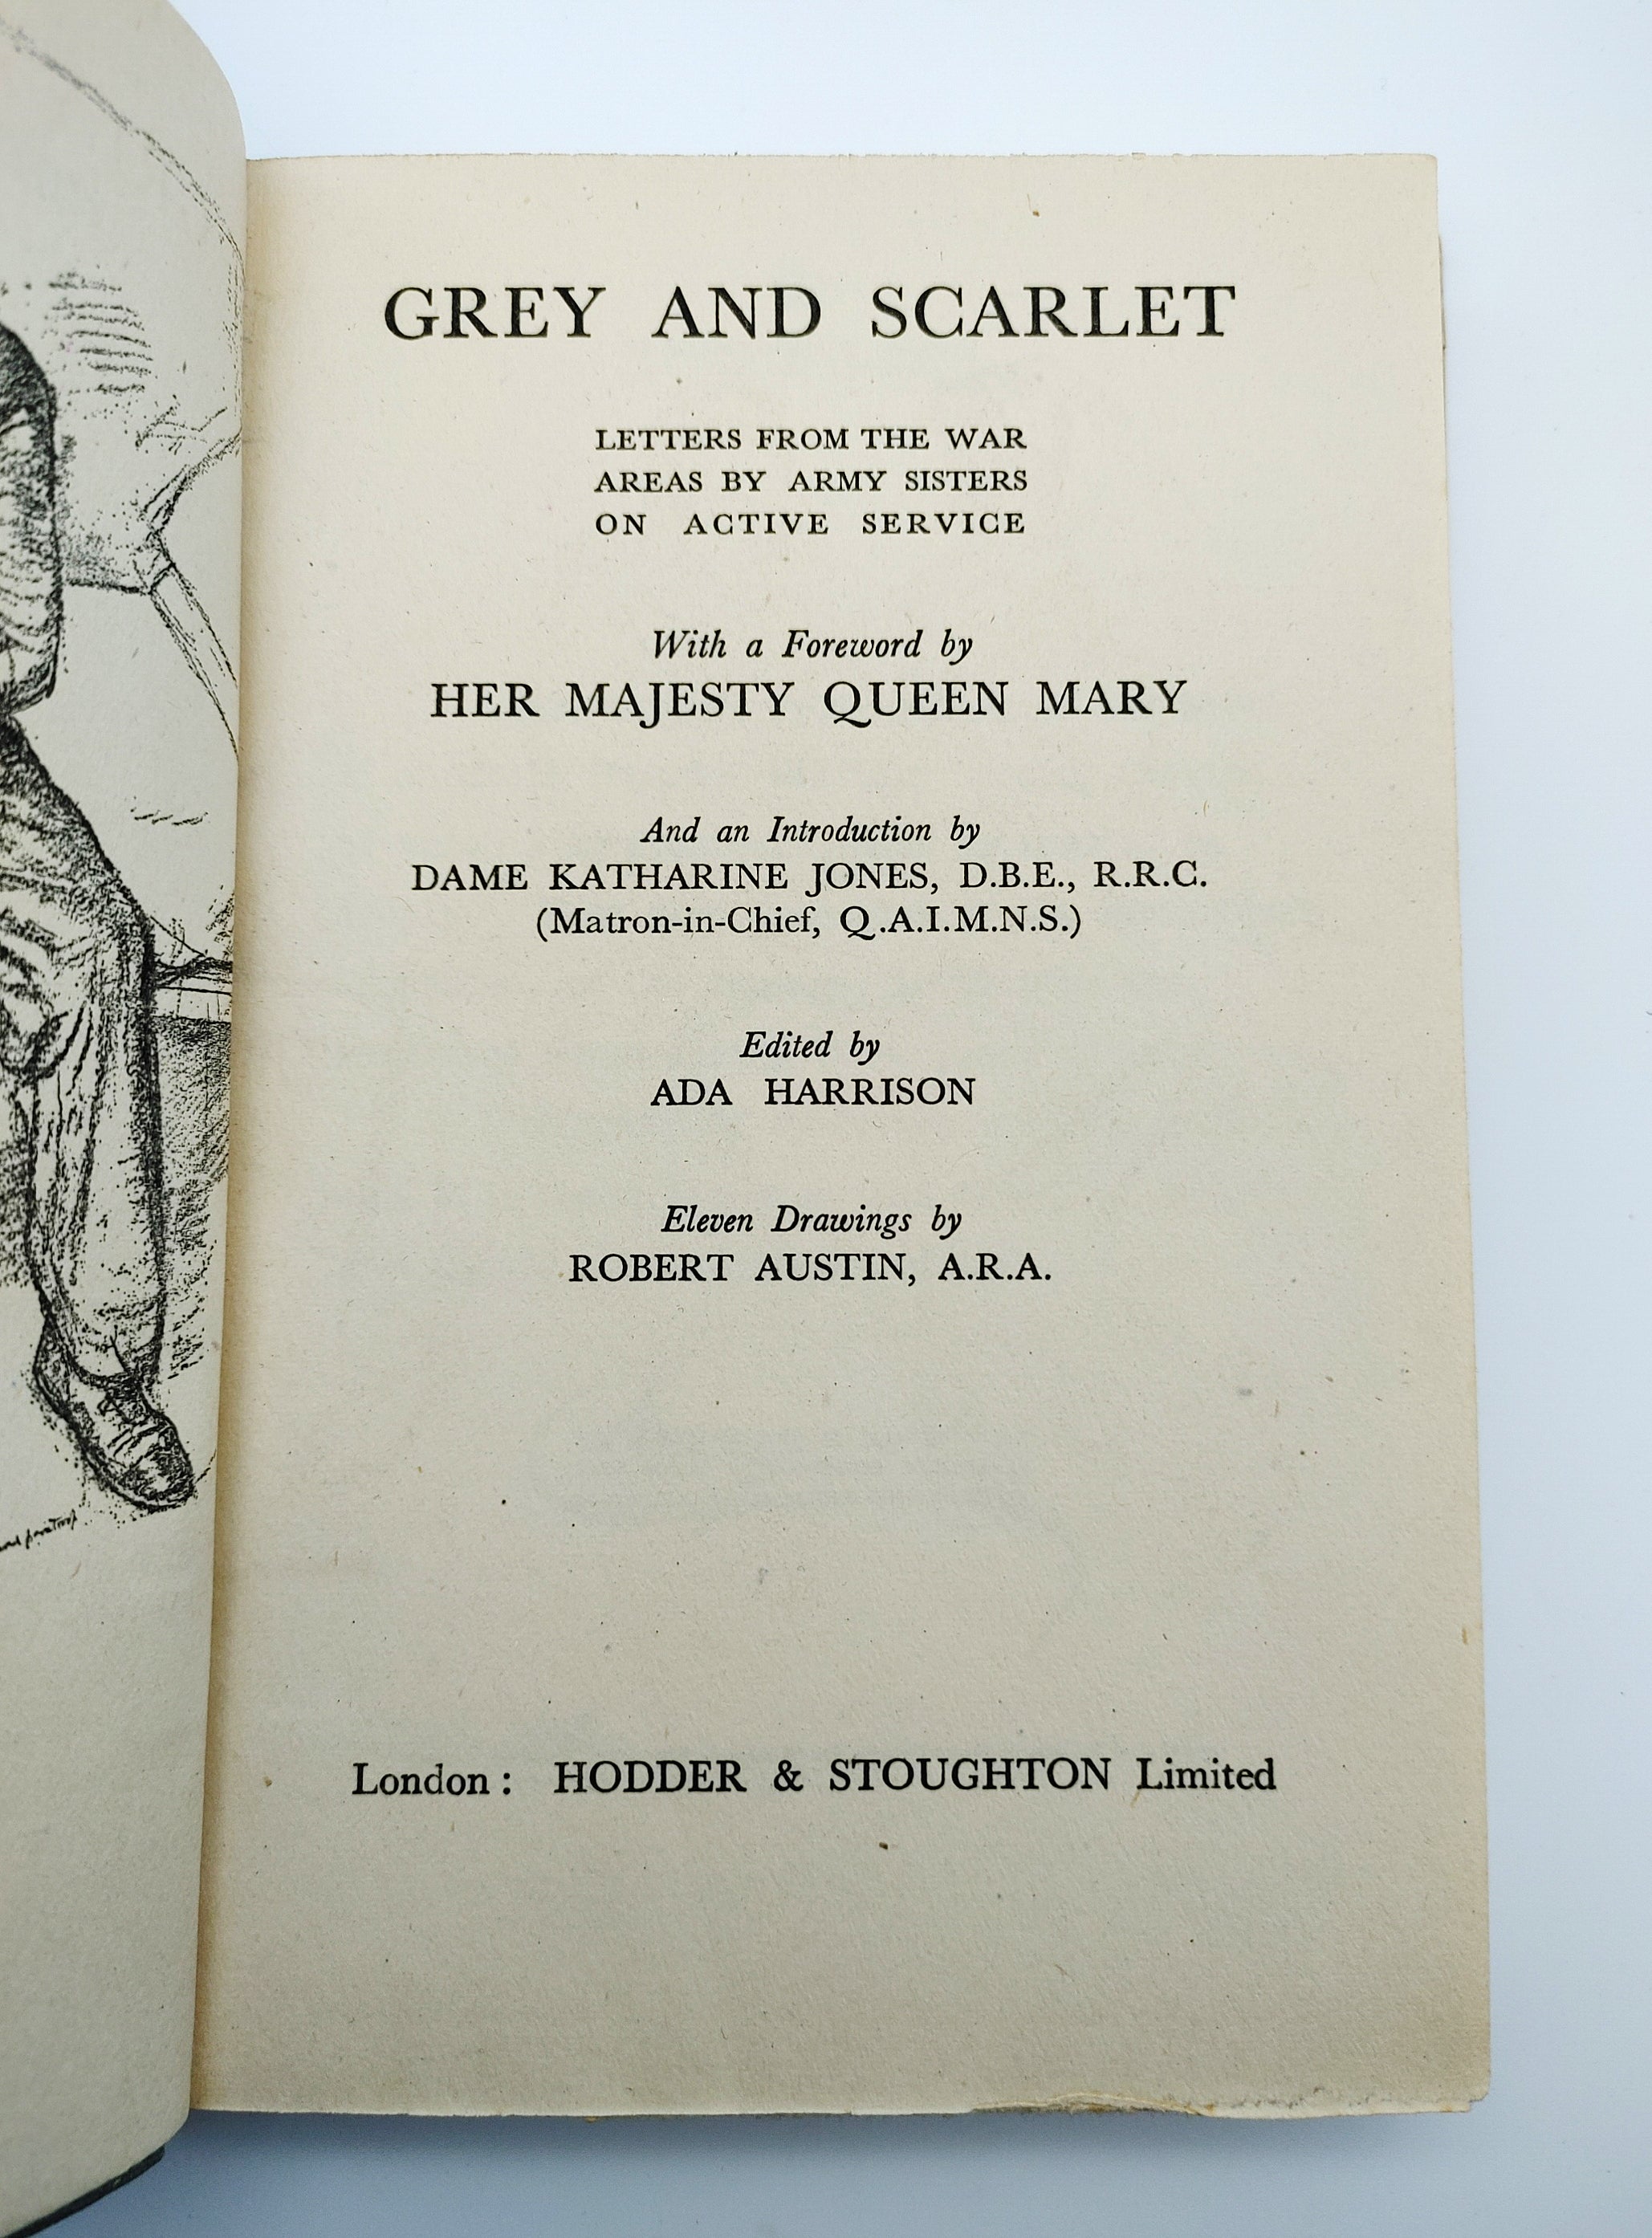 GREY AND SCARLET
LETTERS FROM THE WAR
AREAS BY ARMY SISTERS
ON ACTIVE SERVICE
With a Foreword by
HER MAJESTY QUEEN MARY
And an Introduction by
DAME KATHARINE JONES, D.B.E., R.R.C.
(Matron-in-Chief, Q.A.I.M.N.S.)
Edited by
ADA HARRISON
Eleven Drawings by
ROBERT AUSTIN, A.R.A.
London: HODDER & STOUGHTON Limited